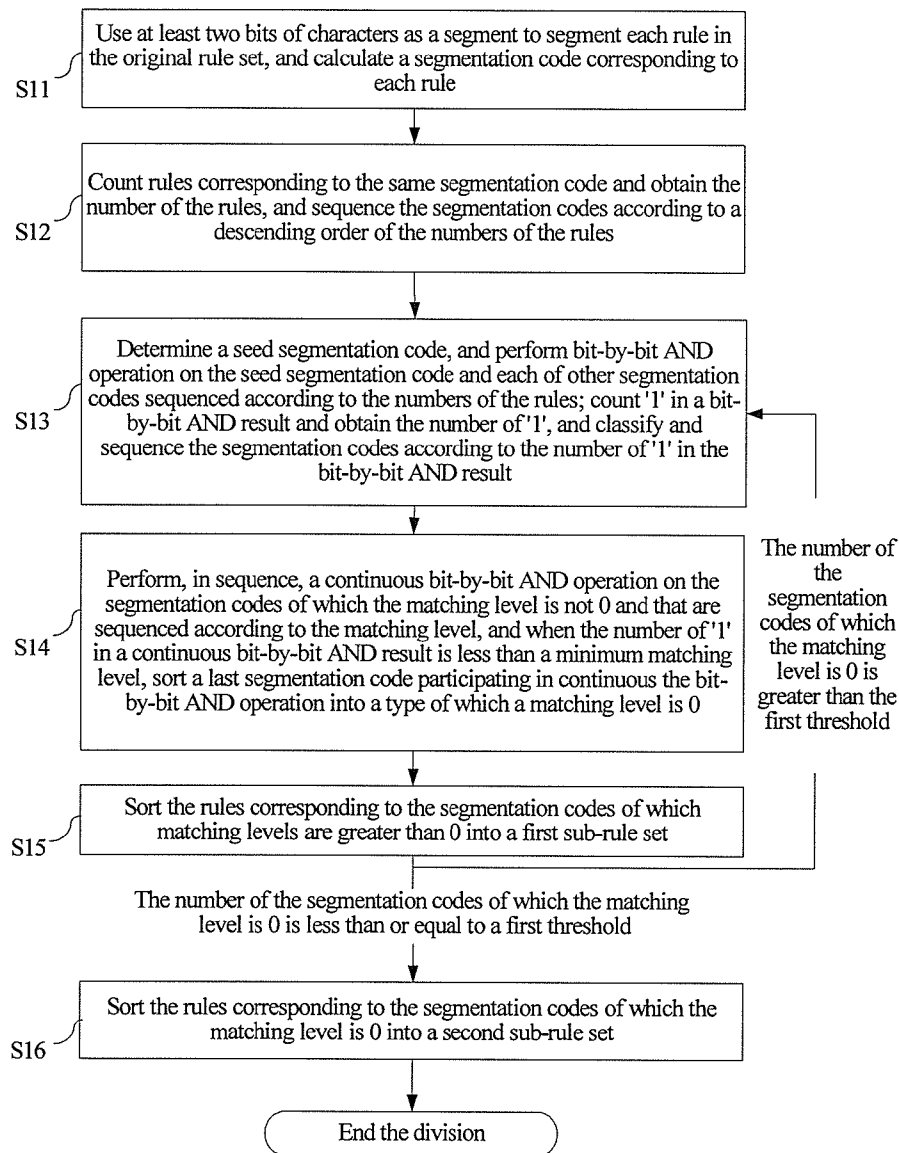 S11
Use at least two bits of characters as a segment to segment each rule in
the original rule set, and calculate a segmentation code corresponding to
each rule
S12
Count rules corresponding to the same segmentation code and obtain the
number of the rules, and sequence the segmentation codes according to a
descending order of the numbers of the rules
S13
Determine a seed segmentation code, and perform bit-by-bit AND
operation on the seed segmentation code and each of other segmentation
codes sequenced according to the numbers of the rules; count '1' in a bit-
by-bit AND result and obtain the number of '1', and classify and
sequence the segmentation codes according to the number of '1' in the
bit-by-bit AND result
S14
Perform, in sequence, a continuous bit-by-bit AND operation on the
segmentation codes of which the matching level is not 0 and that are
sequenced according to the matching level, and when the number of '1'
in a continuous bit-by-bit AND result is less than a minimum matching
level, sort a last segmentation code participating in continuous the bit-
by-bit AND operation into a type of which a matching level is 0
The number of
the
segmentation
codes of which
the matching
level is 0 is
greater than the
first threshold
S15
Sort the rules corresponding to the segmentation codes of which
matching levels are greater than 0 into a first sub-rule set
The number of the segmentation codes of which the matching
level is 0 is less than or equal to a first threshold
S16
Sort the rules corresponding to the segmentation codes of which the
matching level is 0 into a second sub-rule set
End the division